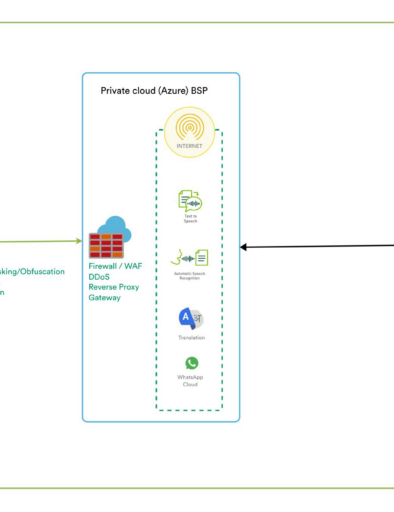 Private cloud (Azure) BSP
INTERNET
Text to
Speech
Firewall / WAF
DDoS
Reverse Proxy
Gateway
sking/Obfuscation
n
Automatic Speech
Recognition
A
Translation
WhatsApp
Cloud